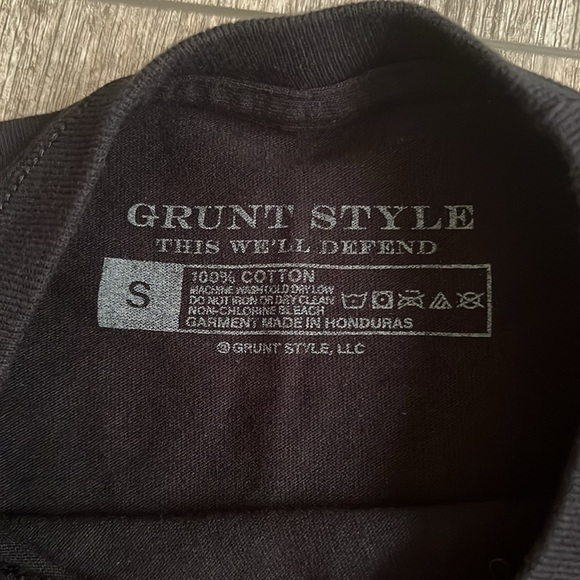 GRUNT STYLE
THIS WE'LL DEFEND
S
100% COTTON
MACHINE WASH COLD DRY LOW
DO NOT IRON OR DRY CLEAN
NON-CHLORINE BLEACH
GARMENT MADE IN HONDURAS
® GRUNT STYLE, LLC